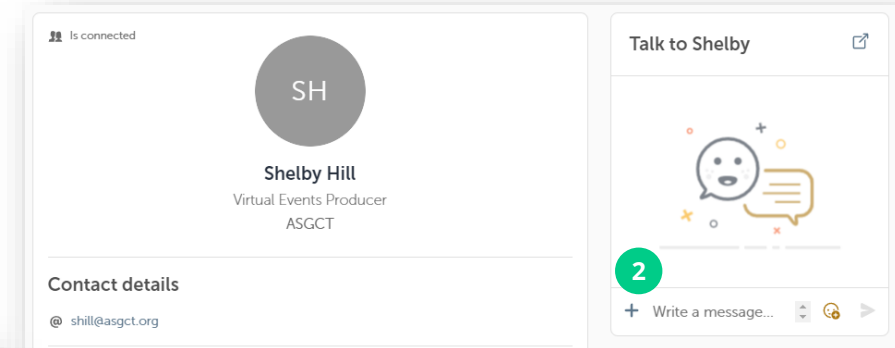 Is connected
SH
Shelby Hill
Virtual Events Producer
ASGCT
Contact details
@ shill@asgct.org
Talk to Shelby
2
+ Write a message...